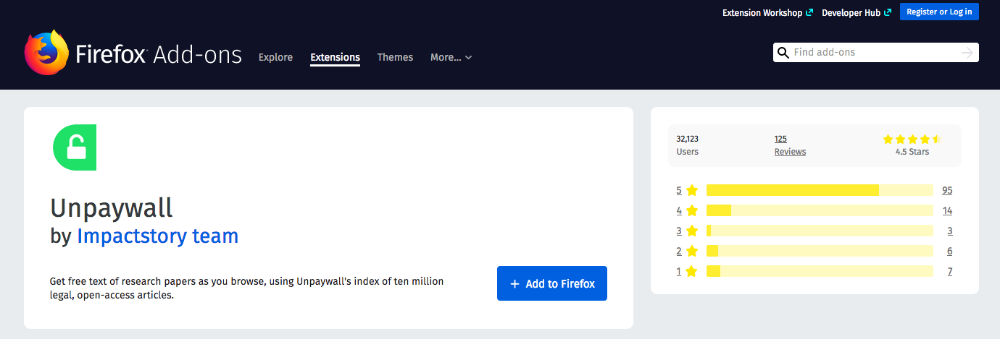 Extension Workshop Developer Hub Register or Log in
Firefox Add-ons Explore Extensions Themes More... Find add-ons
Unpaywall
by Impactstory team
Get free text of research papers as you browse, using Unpaywall's index of ten million
legal, open-access articles.
+ Add to Firefox
32,123 125
Users Reviews 4.5 Stars
5 95
4 14
3 3
2 6
1 7